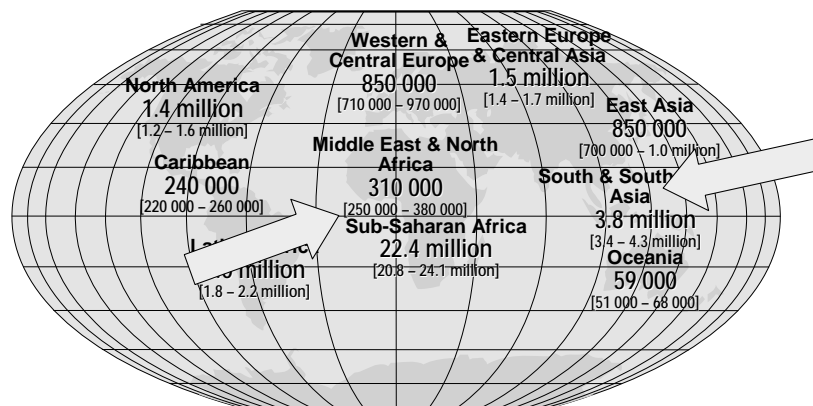 Western &
Central Europe
850 000
[710 000 – 970 000]
Eastern Europe
& Central Asia
1.5 million
[1.4 – 1.7 million]
North America
1.4 million
[1.2 – 1.6 million]
East Asia
850 000
[700 000 – 1.0 million]
Caribbean
240 000
[220 000 – 260 000]
Middle East & North
Africa
310 000
[250 000 – 380 000]
South & South
Asia
3.8 million
[3.4 – 4.3 million]
Sub-Saharan Africa
22.4 million
[20.8 – 24.1 million]
million
[1.8 – 2.2 million]
Oceania
59 000
[51 000 – 68 000]